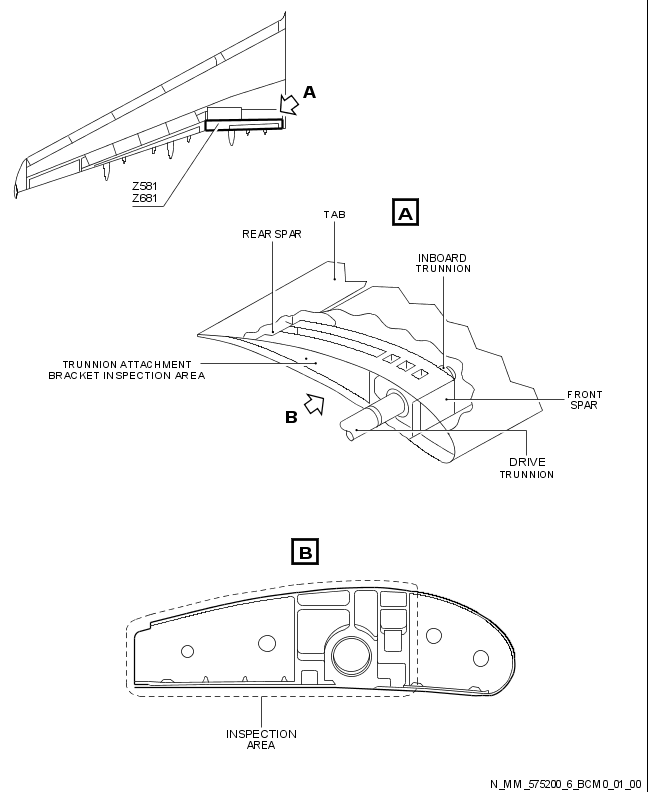 A
Z581
Z681
A
TAB
REAR SPAR
INBOARD
TRUNNION
TRUNNION ATTACHMENT
BRACKET INSPECTION AREA
B
FRONT
SPAR
DRIVE
TRUNNION
B
INSPECTION
AREA
N_MM_575200_6_BCM0_01_00